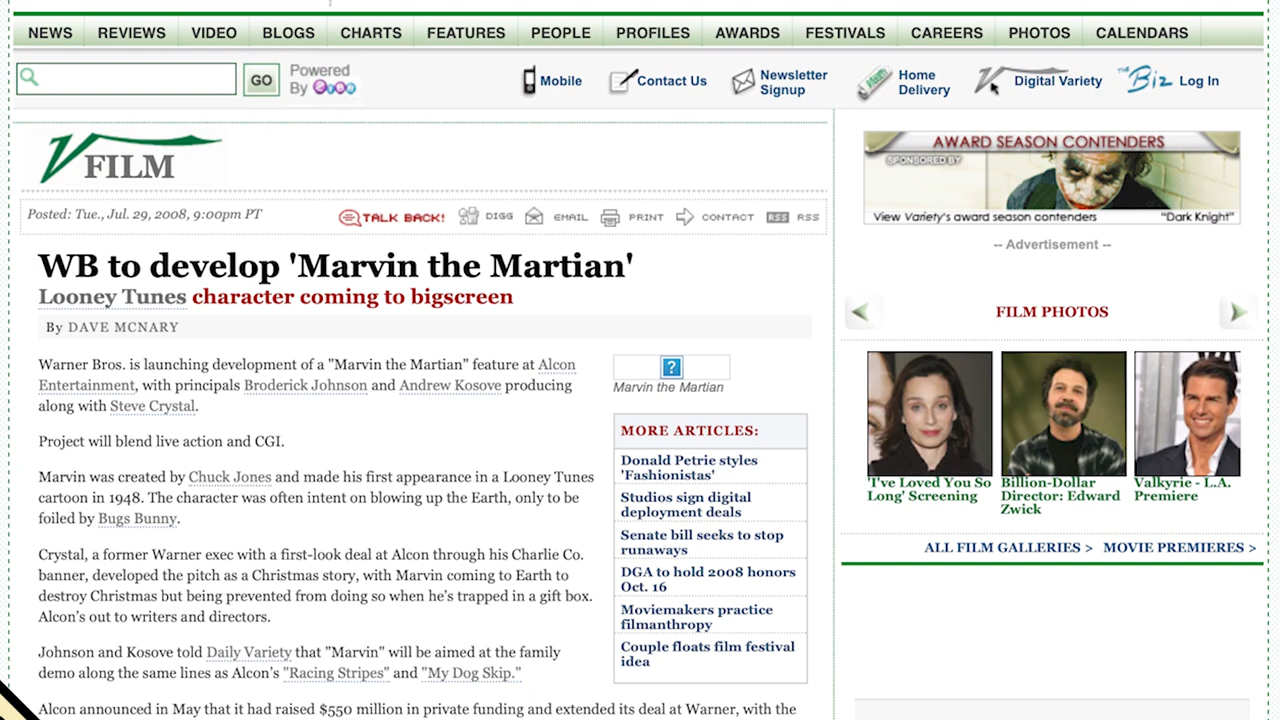 NEWS REVIEWS VIDEO BLOGS CHARTS FEATURES PEOPLE PROFILES AWARDS FESTIVALS CAREERS PHOTOS CALENDARS
GO
Powered
By
Mobile
Contact Us
Newsletter
Signup
Home
Delivery
Digital Variety
The Biz
Log In
V FILM
Posted: Tue., Jul. 29, 2008, 9:00pm PT
TALK BACK! DIGG EMAIL PRINT CONTACT RSS RSS
WB to develop 'Marvin the Martian'
Looney Tunes character coming to bigscreen
By DAVE MCNARY
Warner Bros. is launching development of a "Marvin the Martian" feature at Alcon
Entertainment, with principals Broderick Johnson and Andrew Kosove producing
along with Steve Crystal.
Project will blend live action and CGI.
Marvin was created by Chuck Jones and made his first appearance in a Looney Tunes
cartoon in 1948. The character was often intent on blowing up the Earth, only to be
foiled by Bugs Bunny.
Crystal, a former Warner exec with a first-look deal at Alcon through his Charlie Co.
banner, developed the pitch as a Christmas story, with Marvin coming to Earth to
destroy Christmas but being prevented from doing so when he's trapped in a gift box.
Alcon's out to writers and directors.
Johnson and Kosove told Daily Variety that "Marvin" will be aimed at the family
demo along the same lines as Alcon's "Racing Stripes" and "My Dog Skip."
Alcon announced in May that it had raised $550 million in private funding and extended its deal at Warner, with the
?
Marvin the Martian
MORE ARTICLES:
Donald Petrie styles
'Fashionistas'
Studios sign digital
deployment deals
Senate bill seeks to stop
runaways
DGA to hold 2008 honors
Oct. 16
Moviemakers practice
filmanthropy
Couple floats film festival
idea
AWARD SEASON CONTENDERS
SPONSORED BY
View Variety's award season contenders
"Dark Knight"
-- Advertisement --
FILM PHOTOS
'I've Loved You So
Long' Screening
Billion-Dollar
Director: Edward
Zwick
Valkyrie - L.A.
Premiere
ALL FILM GALLERIES > MOVIE PREMIERES >